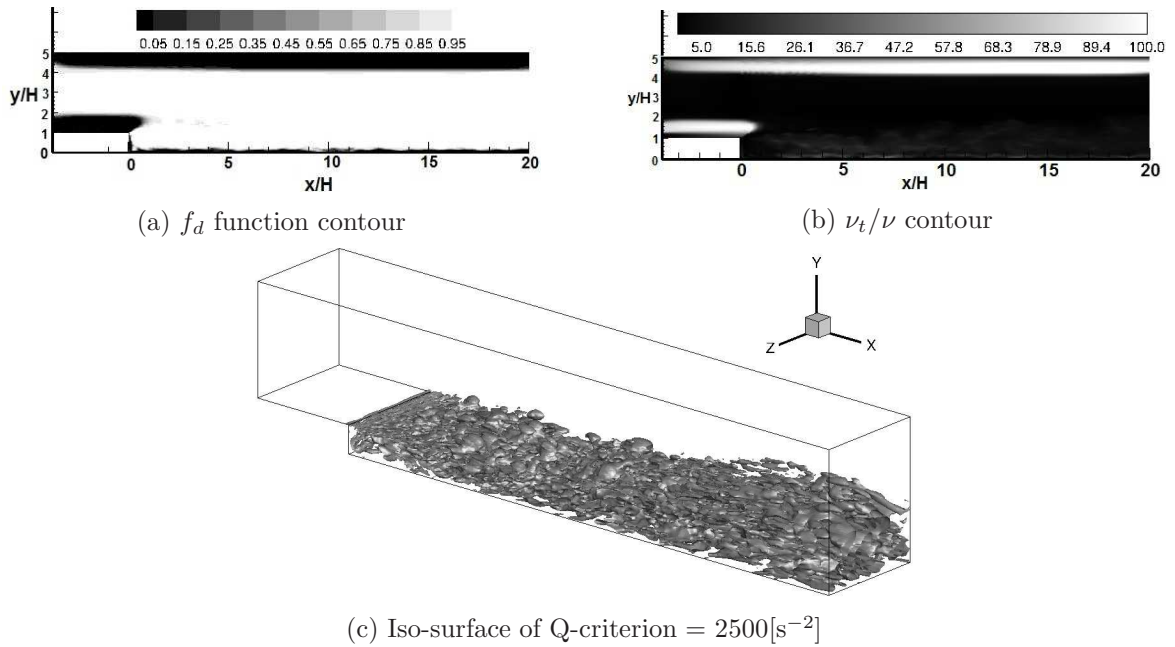 0.05 0.15 0.25 0.35 0.45 0.55 0.65 0.75 0.85 0.95
5
4
y/H 3
2
1
0
0 5 10 15 20
x/H
(a) f_d function contour
5.0 15.6 26.1 36.7 47.2 57.8 68.3 78.9 89.4 100.0
5
4
y/H 3
2
1
0
0 5 10 15 20
x/H
(b) ν_t/ν contour
Y
Z X
(c) Iso-surface of Q-criterion = 2500[s⁻²]